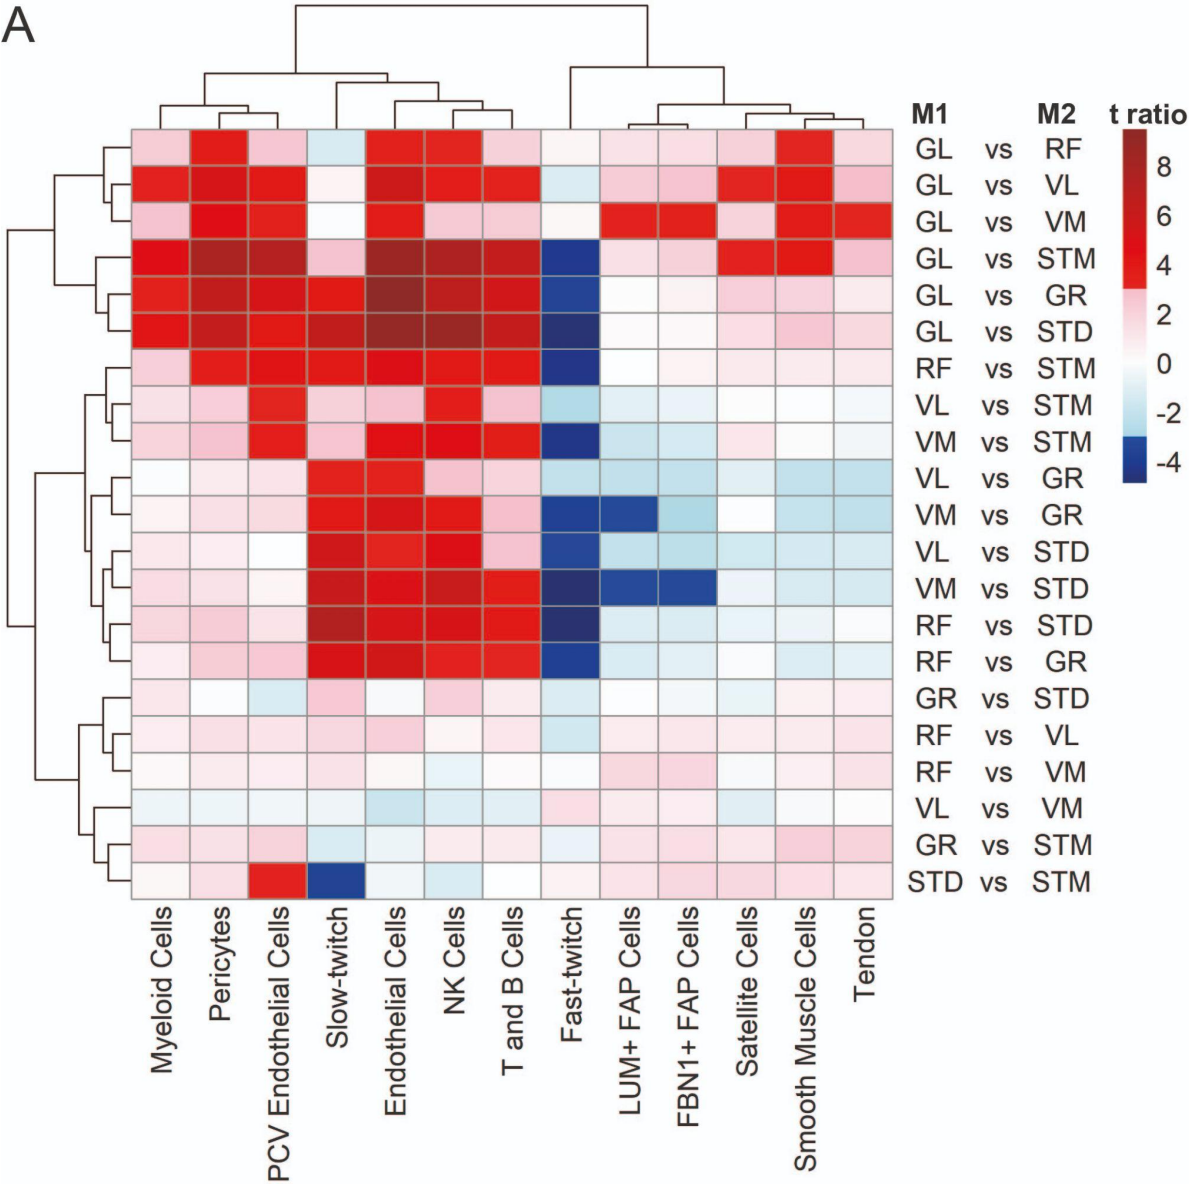 A
M1 M2 t ratio
GL vs RF
GL vs VL
GL vs VM
GL vs STM
GL vs GR
GL vs STD
RF vs STM
VL vs STM
VM vs STM
VL vs GR
VM vs GR
VL vs STD
VM vs STD
RF vs STD
RF vs GR
GR vs STD
RF vs VL
RF vs VM
VL vs VM
GR vs STM
STD vs STM
8
6
4
2
0
-2
-4
Myeloid Cells
Pericytes
PCV Endothelial Cells
Slow-twitch
Endothelial Cells
NK Cells
T and B Cells
Fast-twitch
LUM+ FAP Cells
FBN1+ FAP Cells
Satellite Cells
Smooth Muscle Cells
Tendon